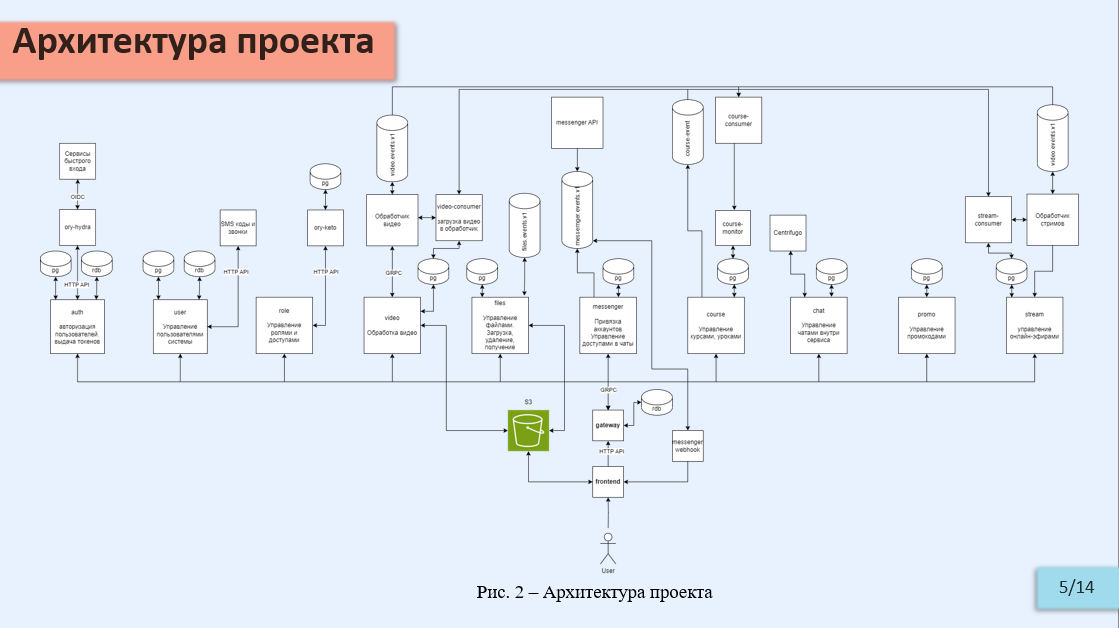 Архитектура проекта
messenger API
course-
consumer
video.events.v1
course-event
video.events.v1
Сервисы
быстрого
входа
pg
OIDC
files.events.v1
messenger.events.v1
ory-hydra
SMS коды и
звонки
ory-keto
Обработчик
видео
video-consumer
загрузка видео
в обработчик
course-
monitor
Centrifugo
stream-
consumer
Обработчик
стримов
pg
rdb
pg
rdb
pg
pg
pg
pg
pg
pg
pg
HTTP API
HTTP API
HTTP API
GRPC
auth
авторизация
пользователей,
выдача токенов
user
Управление
пользователями
системы
role
Управление
ролями и
доступами
video
Обработка видео
files
Управление
файлами.
Загрузка,
удаление,
получение
messenger
Привязка
аккаунтов
Управление
доступами в чаты
course
Управление
курсами, уроками
chat
Управление
чатами внутри
сервиса
promo
Управление
промокодами
stream
управление
онлайн-эфирами
GRPC
S3
rdb
gateway
HTTP API
messenger
webhook
frontend
User
Рис. 2 – Архитектура проекта
5/14